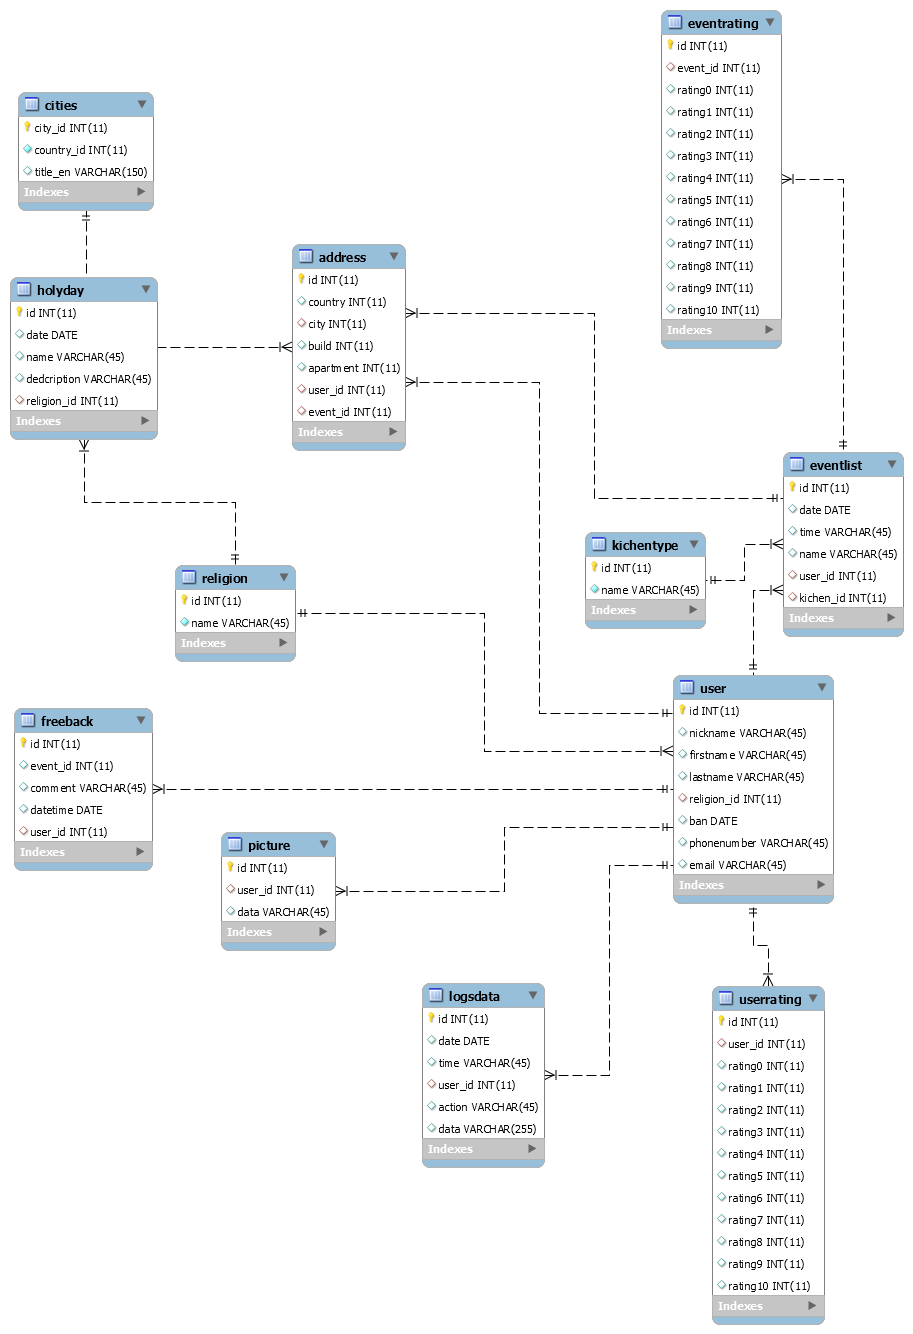 eventrating
id INT(11)
event_id INT(11)
rating0 INT(11)
rating1 INT(11)
rating2 INT(11)
rating3 INT(11)
rating4 INT(11)
rating5 INT(11)
rating6 INT(11)
rating7 INT(11)
rating8 INT(11)
rating9 INT(11)
rating10 INT(11)
Indexes
cities
city_id INT(11)
country_id INT(11)
title_en VARCHAR(150)
Indexes
address
id INT(11)
country INT(11)
city INT(11)
build INT(11)
apartment INT(11)
user_id INT(11)
event_id INT(11)
Indexes
holyday
id INT(11)
date DATE
name VARCHAR(45)
dedcription VARCHAR(45)
religion_id INT(11)
Indexes
eventlist
id INT(11)
date DATE
time VARCHAR(45)
name VARCHAR(45)
user_id INT(11)
kichen_id INT(11)
Indexes
kichentype
id INT(11)
name VARCHAR(45)
Indexes
religion
id INT(11)
name VARCHAR(45)
Indexes
user
id INT(11)
nickname VARCHAR(45)
firstname VARCHAR(45)
lastname VARCHAR(45)
religion_id INT(11)
ban DATE
phonenumber VARCHAR(45)
email VARCHAR(45)
Indexes
freeback
id INT(11)
event_id INT(11)
comment VARCHAR(45)
datetime DATE
user_id INT(11)
Indexes
picture
id INT(11)
user_id INT(11)
data VARCHAR(45)
Indexes
logsdata
id INT(11)
date DATE
time VARCHAR(45)
user_id INT(11)
action VARCHAR(45)
data VARCHAR(255)
Indexes
userrating
id INT(11)
user_id INT(11)
rating0 INT(11)
rating1 INT(11)
rating2 INT(11)
rating3 INT(11)
rating4 INT(11)
rating5 INT(11)
rating6 INT(11)
rating7 INT(11)
rating8 INT(11)
rating9 INT(11)
rating10 INT(11)
Indexes